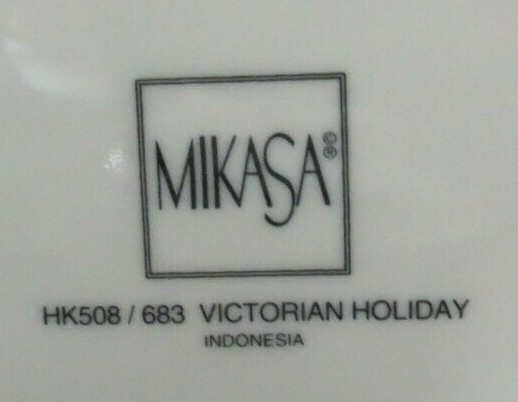 MIKASA ©®
HK508 / 683 VICTORIAN HOLIDAY
INDONESIA